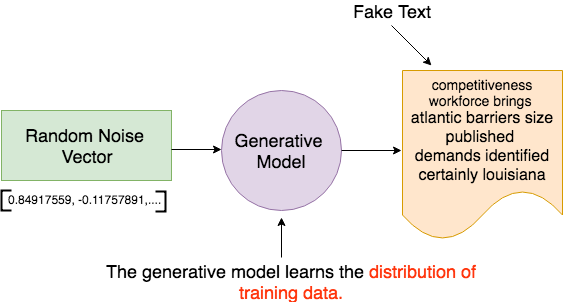 Fake Text
competitiveness
workforce brings
atlantic barriers size
published
demands identified
certainly louisiana
Random Noise
Vector
Generative
Model
[0.84917559, -0.11757891,....]
The generative model learns the distribution of
training data.